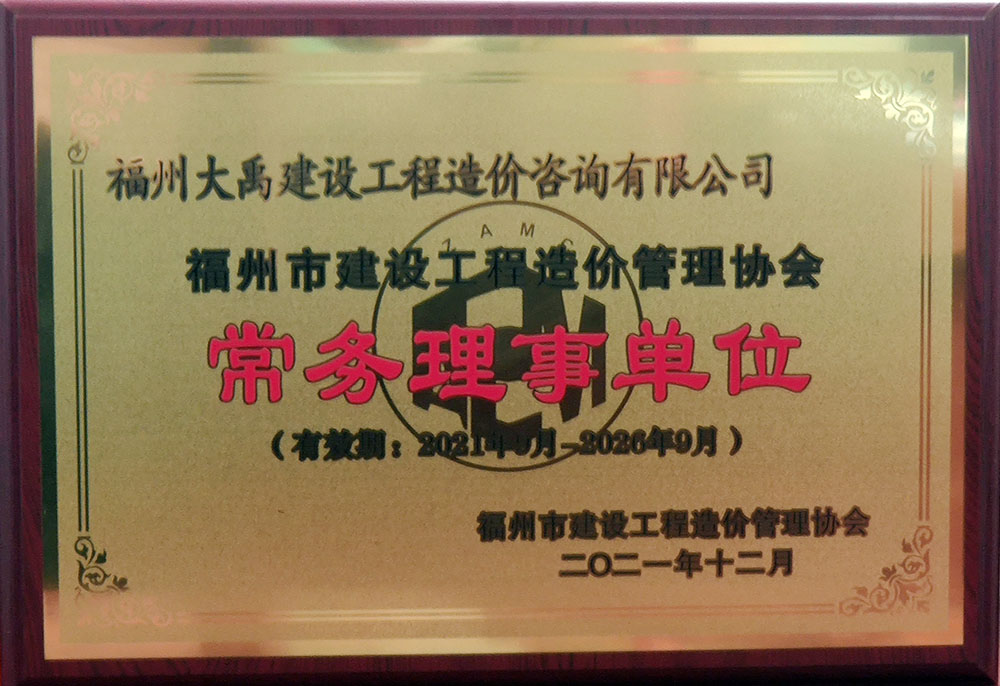 福州大禹建设工程造价咨询有限公司
ZAMC
福州市建设工程造价管理协会
常务理事单位
（有效期：2021年9月-2026年9月）
福州市建设工程造价管理协会
二〇二一年十二月